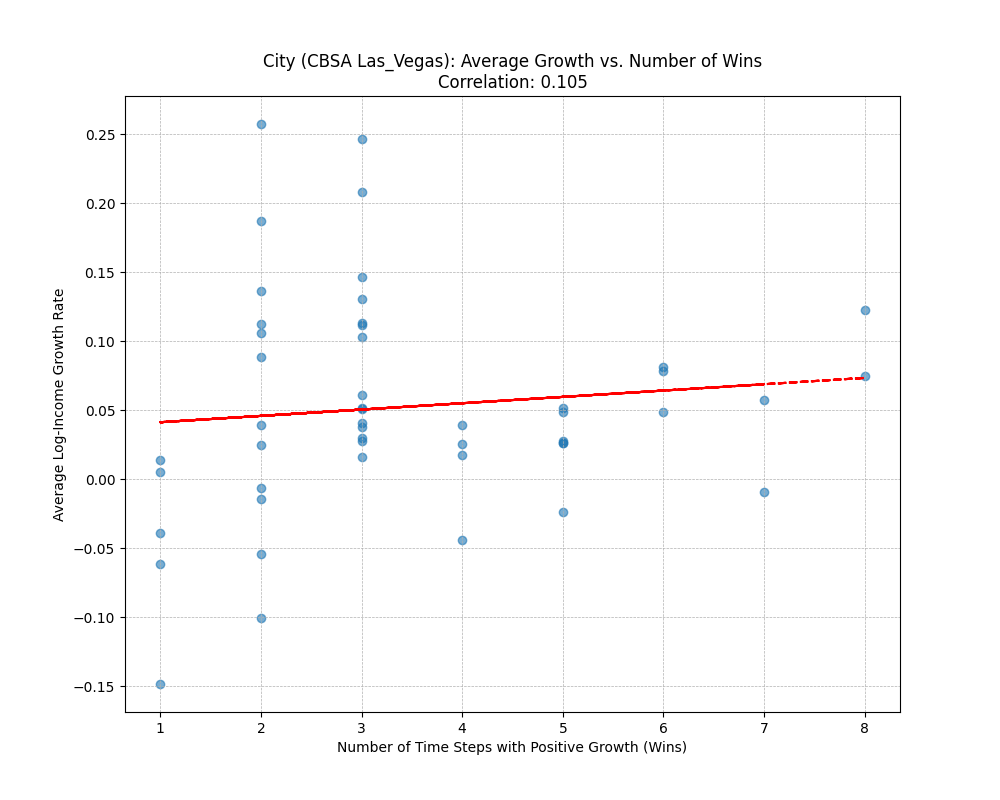 City (CBSA Las_Vegas): Average Growth vs. Number of Wins
Correlation: 0.105
Average Log-Income Growth Rate
0.25
0.20
0.15
0.10
0.05
0.00
−0.05
−0.10
−0.15
1 2 3 4 5 6 7 8
Number of Time Steps with Positive Growth (Wins)